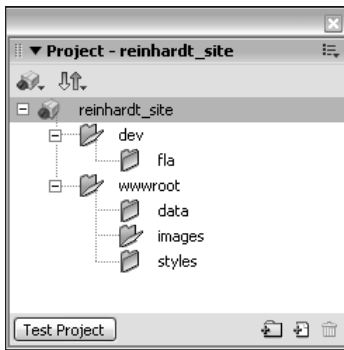 Project - reinhardt_site
reinhardt_site
dev
fla
wwwroot
data
images
styles
Test Project